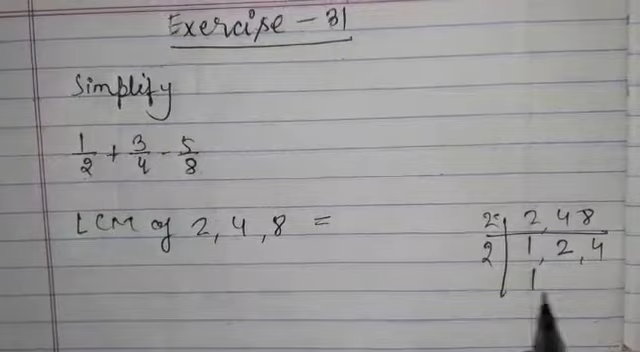 Exercise - 31
Simplify
1/2 + 3/4 - 5/8
LCM of 2, 4, 8 =
2 | 2, 4 8
2 | 1, 2, 4
| 1